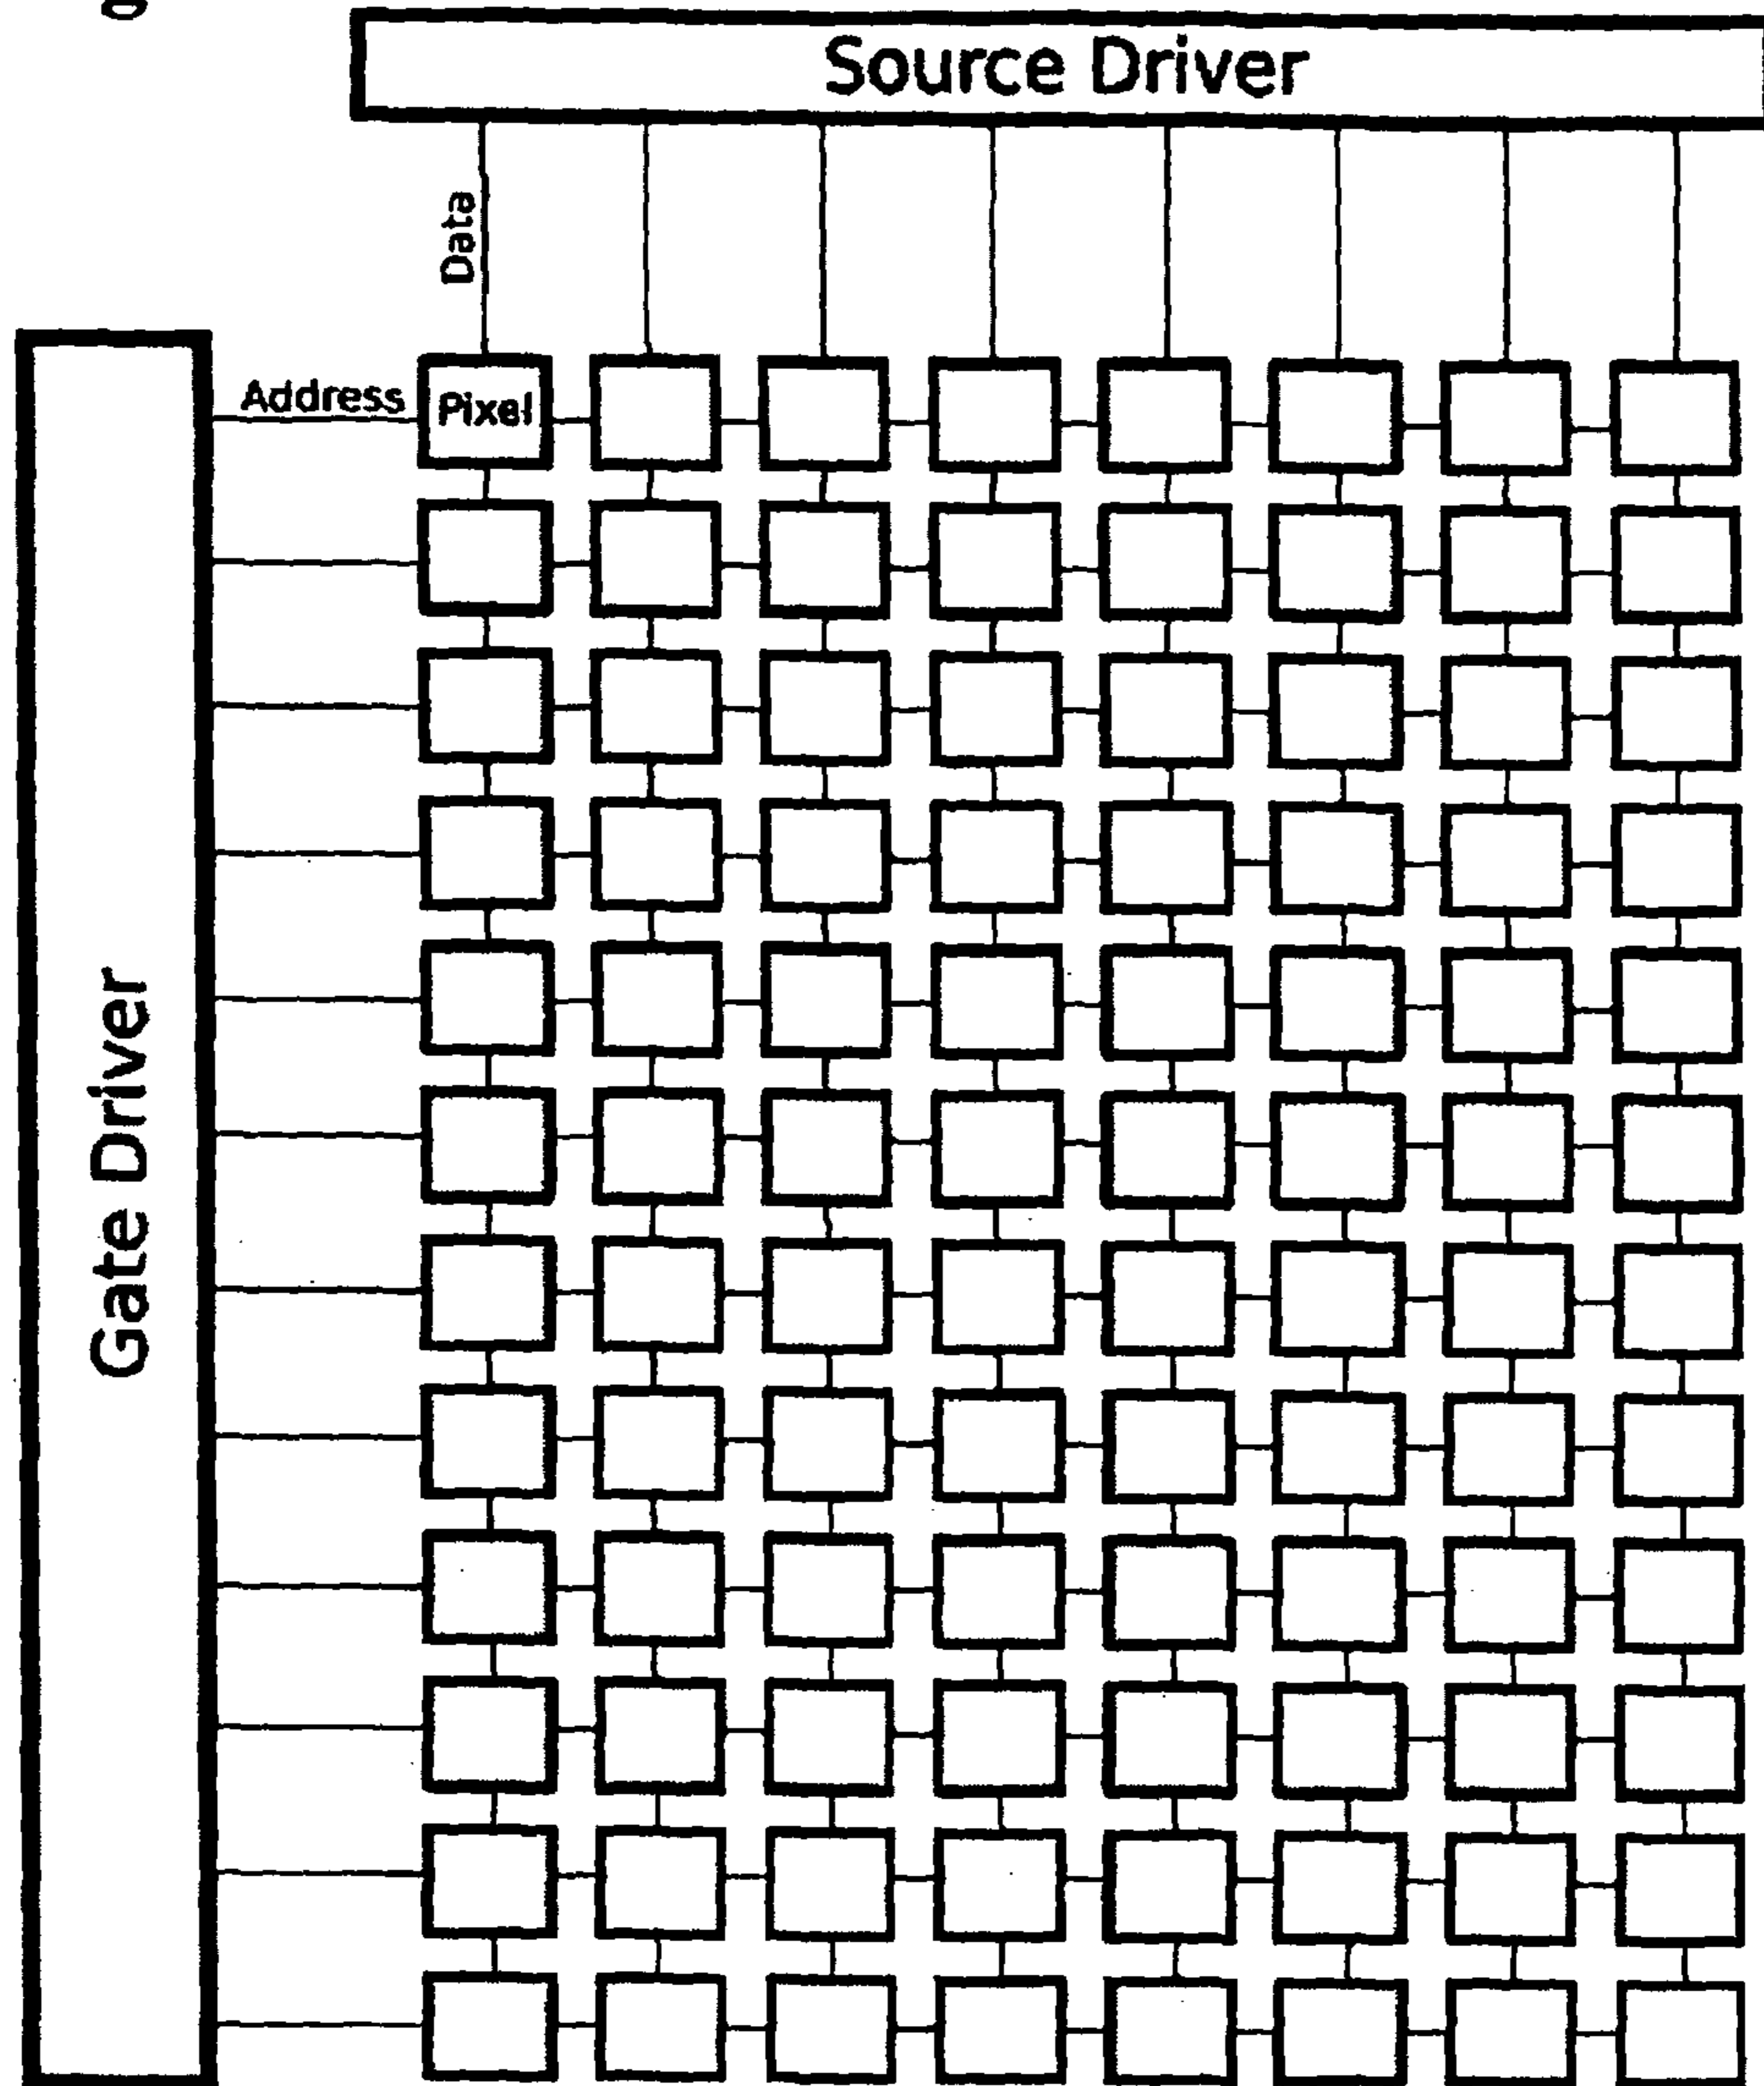 Source Driver
Data
Address
Pixel
Gate Driver